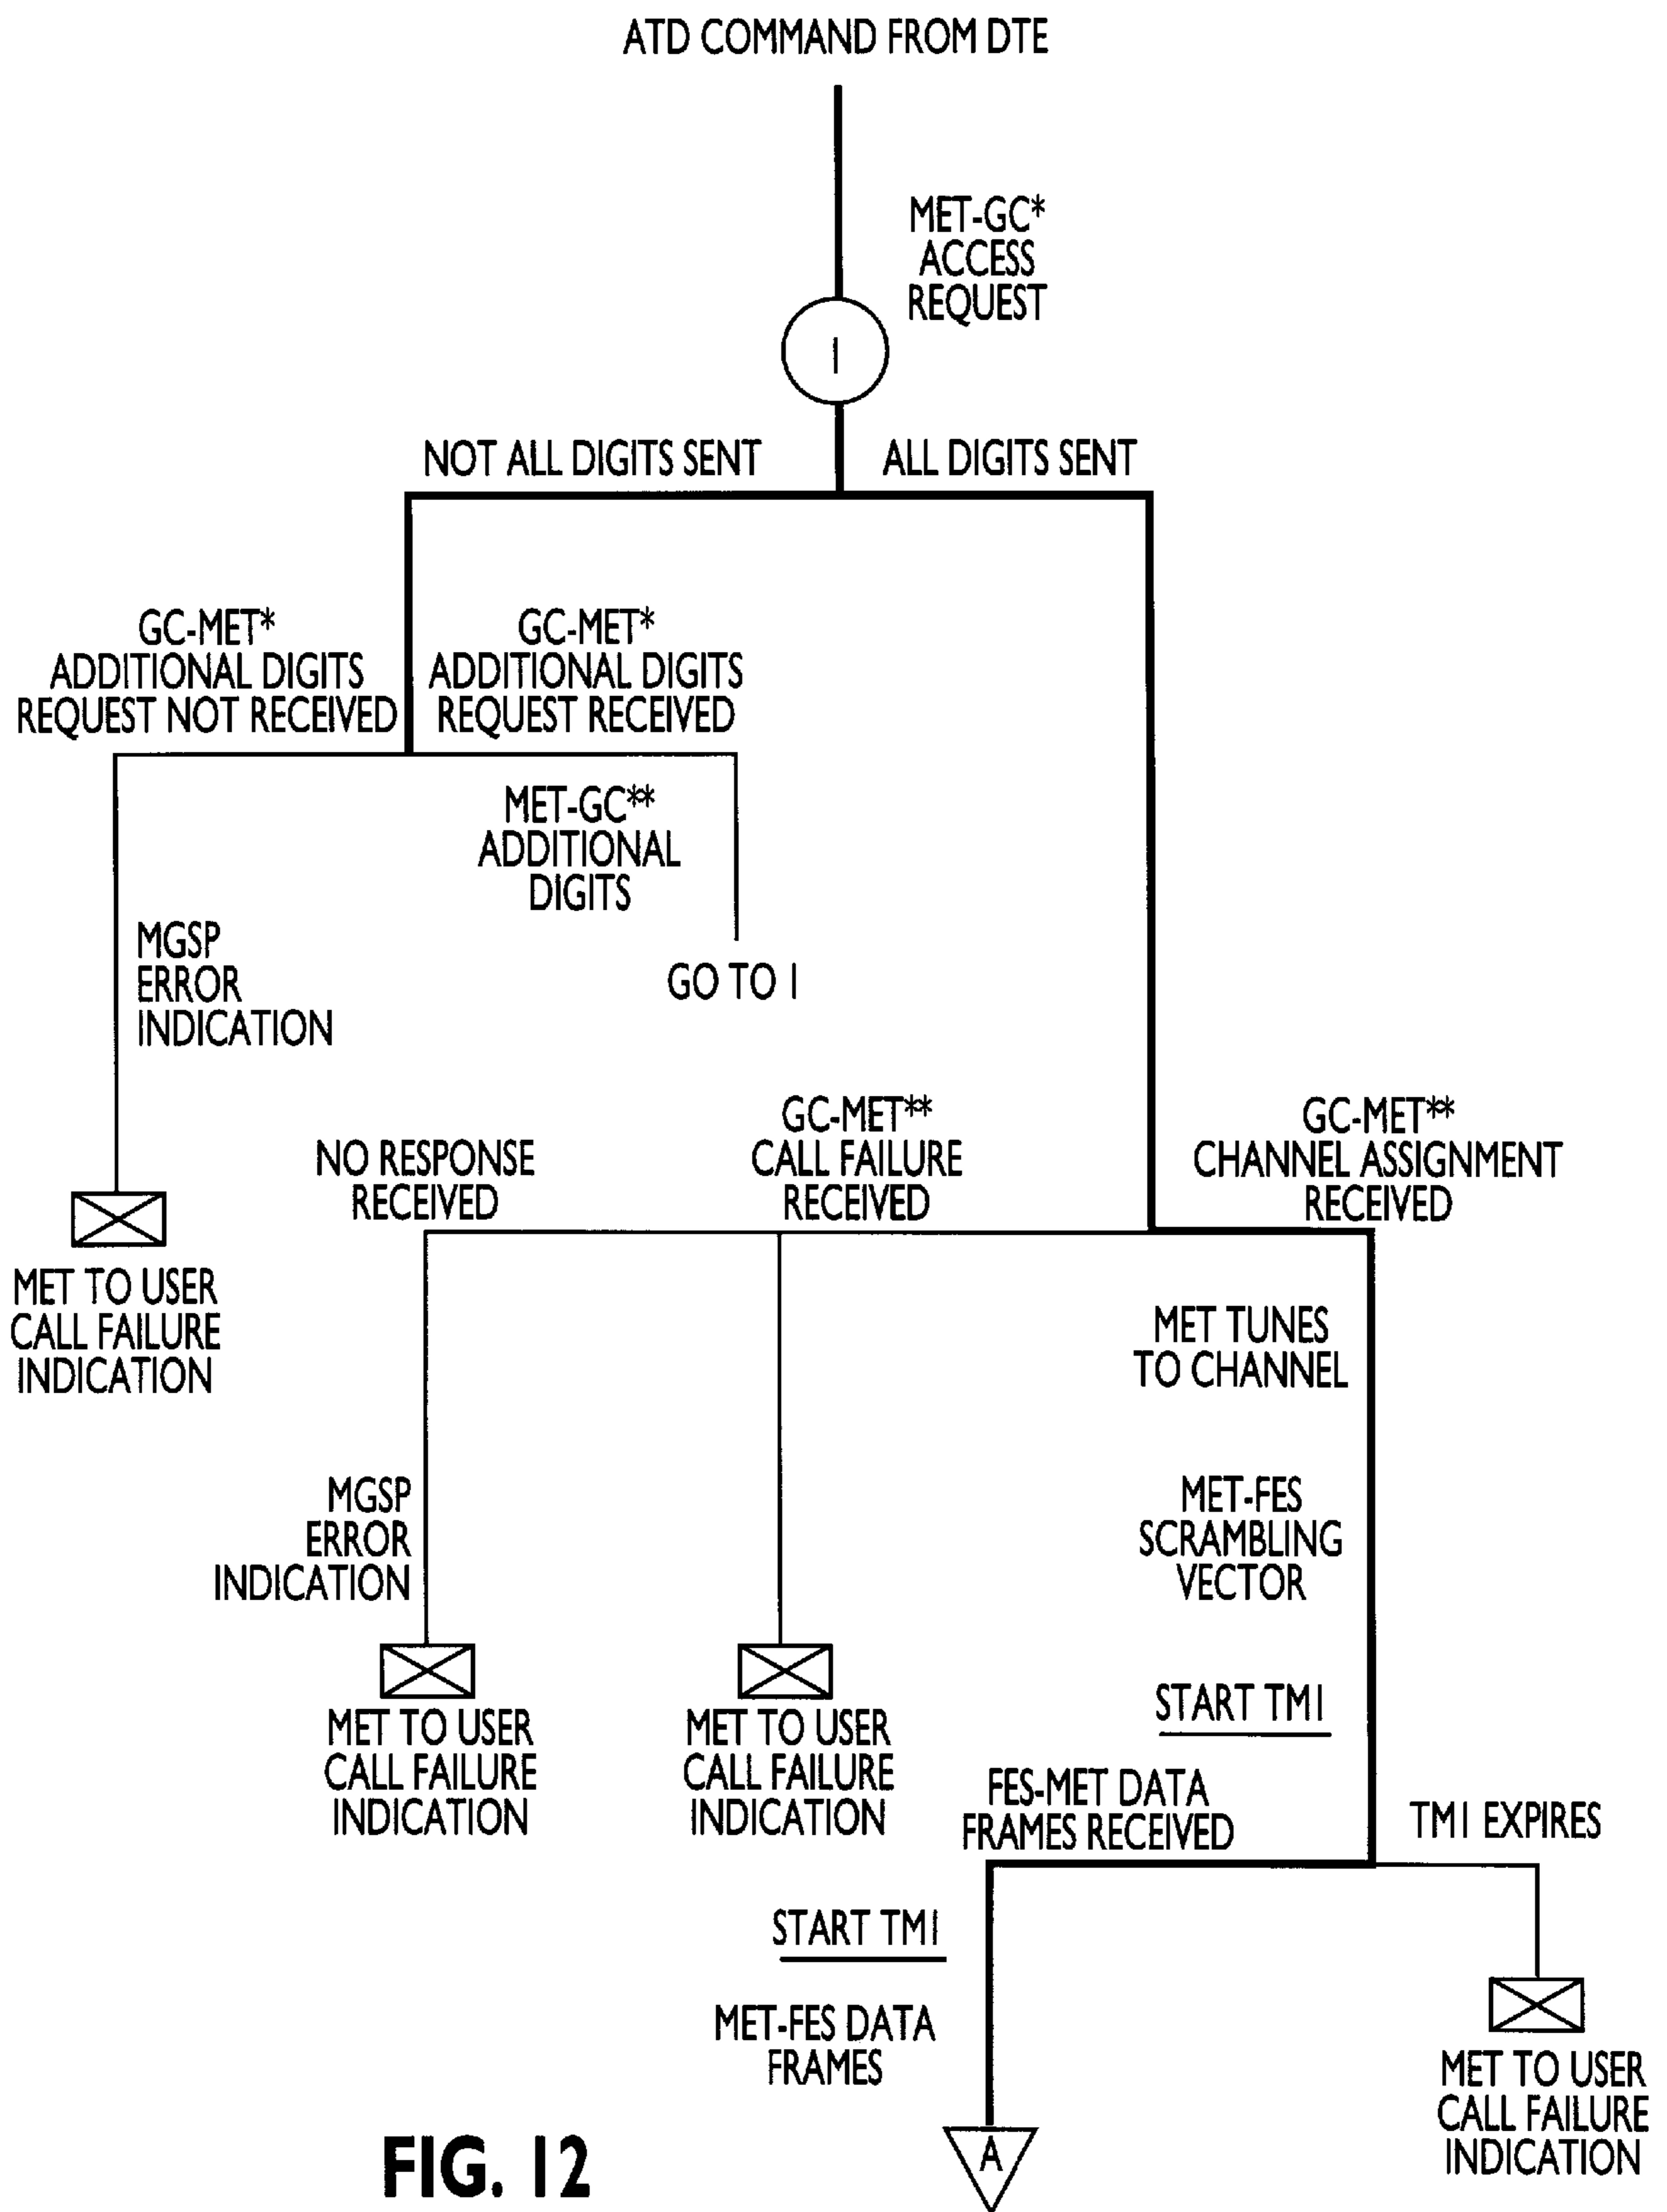 ATD COMMAND FROM DTE
MET-GC*
ACCESS
REQUEST
1
NOT ALL DIGITS SENT
ALL DIGITS SENT
GC-MET*
ADDITIONAL DIGITS
REQUEST NOT RECEIVED
GC-MET*
ADDITIONAL DIGITS
REQUEST RECEIVED
MET-GC**
ADDITIONAL
DIGITS
GO TO 1
MGSP
ERROR
INDICATION
MET TO USER
CALL FAILURE
INDICATION
NO RESPONSE
RECEIVED
GC-MET**
CALL FAILURE
RECEIVED
GC-MET**
CHANNEL ASSIGNMENT
RECEIVED
MET TUNES
TO CHANNEL
MGSP
ERROR
INDICATION
MET-FES
SCRAMBLING
VECTOR
MET TO USER
CALL FAILURE
INDICATION
MET TO USER
CALL FAILURE
INDICATION
START TM1
FES-MET DATA
FRAMES RECEIVED
TM1 EXPIRES
START TM1
MET-FES DATA
FRAMES
A
MET TO USER
CALL FAILURE
INDICATION
FIG. 12